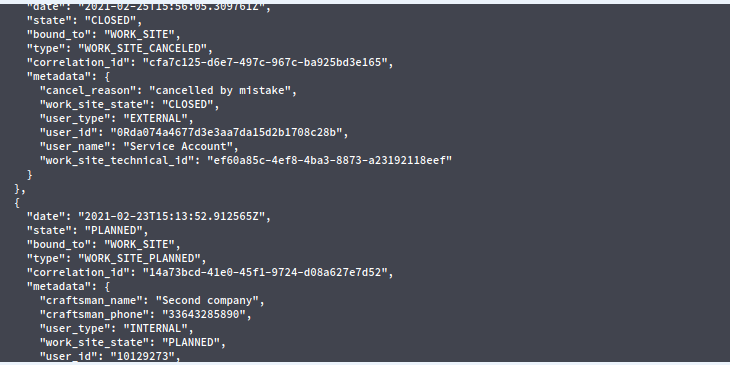 "date": "2021-02-25T15:56:05.309761Z",
"state": "CLOSED",
"bound_to": "WORK_SITE",
"type": "WORK_SITE_CANCELED",
"correlation_id": "cfa7c125-d6e7-497c-967c-ba925bd3e165",
"metadata": {
"cancel_reason": "cancelled by mistake",
"work_site_state": "CLOSED",
"user_type": "EXTERNAL",
"user_id": "0Rda074a4677d3e3aa7da15d2b1708c28b",
"user_name": "Service Account",
"work_site_technical_id": "ef60a85c-4ef8-4ba3-8873-a23192118eef"
}
},
{
"date": "2021-02-23T15:13:52.912565Z",
"state": "PLANNED",
"bound_to": "WORK_SITE",
"type": "WORK_SITE_PLANNED",
"correlation_id": "14a73bcd-41e0-45f1-9724-d08a627e7d52",
"metadata": {
"craftsman_name": "Second company",
"craftsman_phone": "33643285890",
"user_type": "INTERNAL",
"work_site_state": "PLANNED",
"user_id": "10129273",